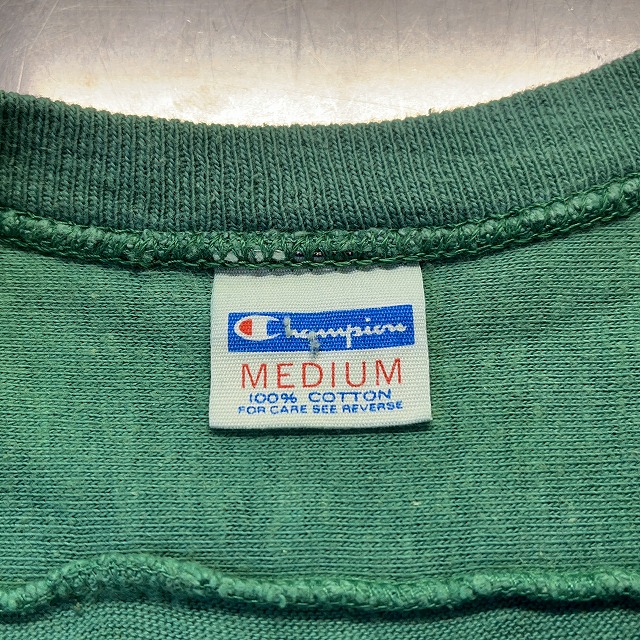 Champion
MEDIUM
100% COTTON
FOR CARE SEE REVERSE